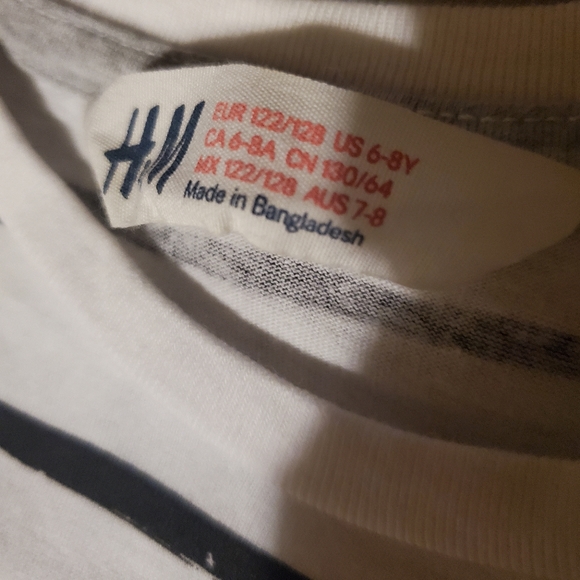 H&M
EUR 122/128 US 6-8Y
CA 6-8A CN 130/64
MX 122/128 AUS 7-8
Made in Bangladesh